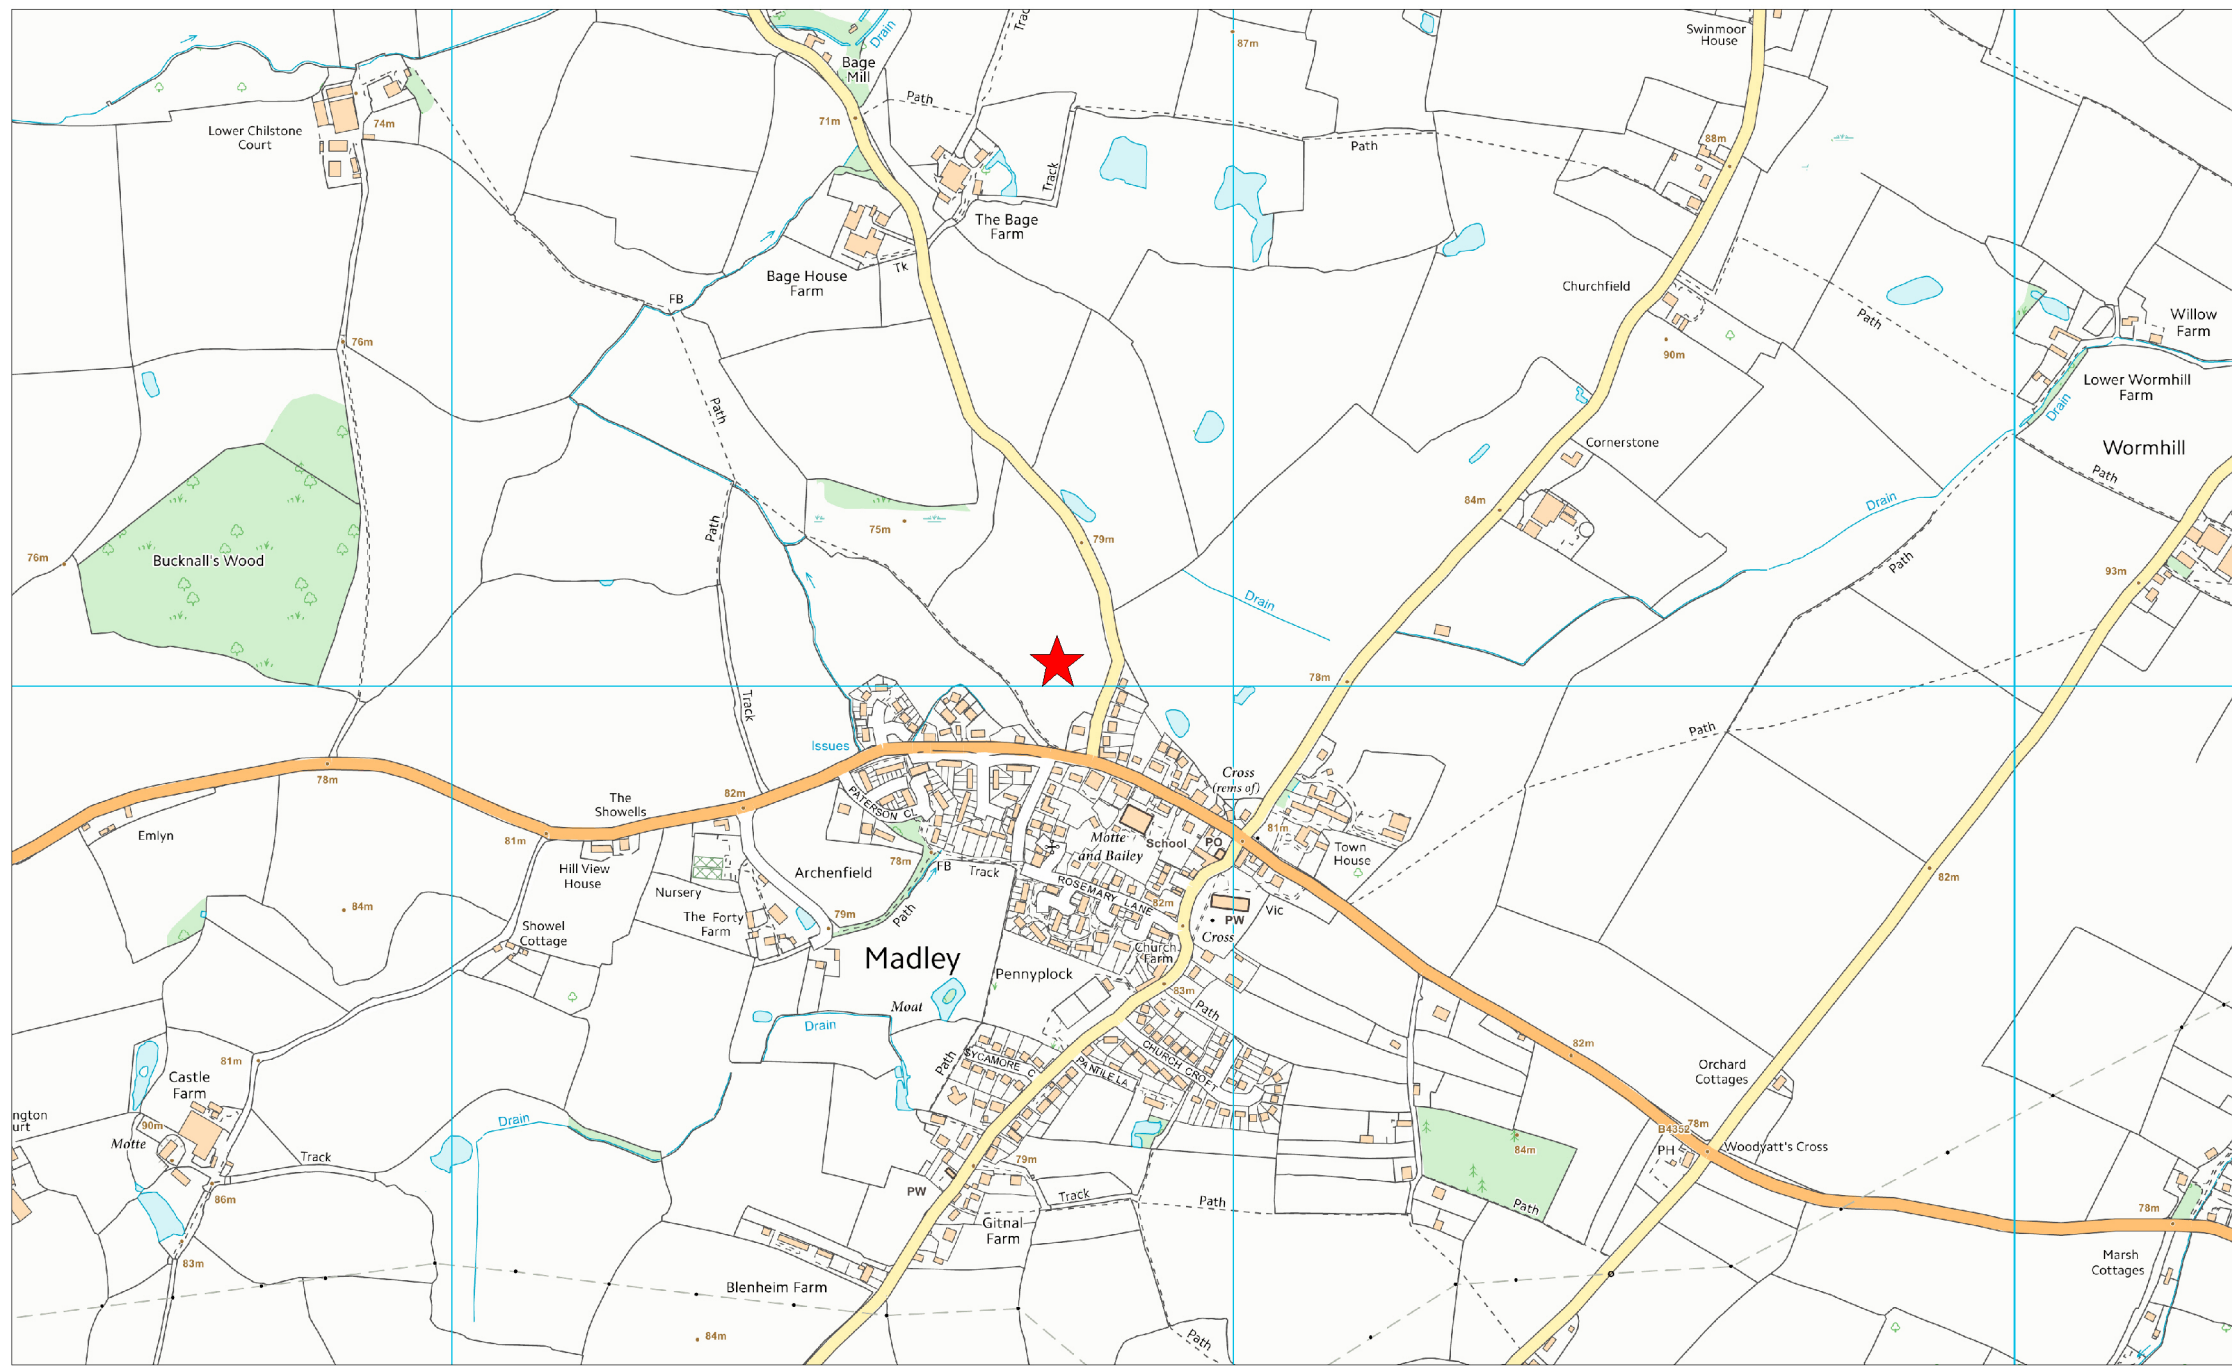 Drain
Trac
Swinmoor
House
87m
Bage
Mill
Path
71m
74m
Lower Chilstone
Court
88m
Path
Track
The Bage
Farm
Tk
Bage House
Farm
FB
Churchfield
Path
Willow
Farm
76m
90m
Lower Wormhill
Farm
Drain
Path
Cornerstone
Wormhill
Path
84m
Drain
Path
75m
79m
76m
Bucknall's Wood
Path
93m
Drain
78m
Track
Path
Issues
78m
Cross
(rems of)
82m
The
Showells
PATERSON CL
81m
Emlyn
81m
Motte
and Bailey
School
PO
Town
House
78m
FB
Track
Hill View
House
Archenfield
82m
Nursery
ROSEMARY LANE
84m
79m
82m
Vic
PW
The Forty
Farm
Path
Showel
Cottage
Cross
Church
Farm
Madley
Pennyplock
83m
Moat
Path
Drain
82m
81m
SYCAMORE C
CHURCH CROFT
PANTILE LA
Path
Orchard
Cottages
Castle
Farm
ngton
urt
Drain
90m
78m
B4352
Motte
84m
PH
Woodyatt's Cross
Track
79m
PW
86m
Track
Path
Path
78m
Gitnal
Farm
83m
Marsh
Cottages
Blenheim Farm
84m
Path